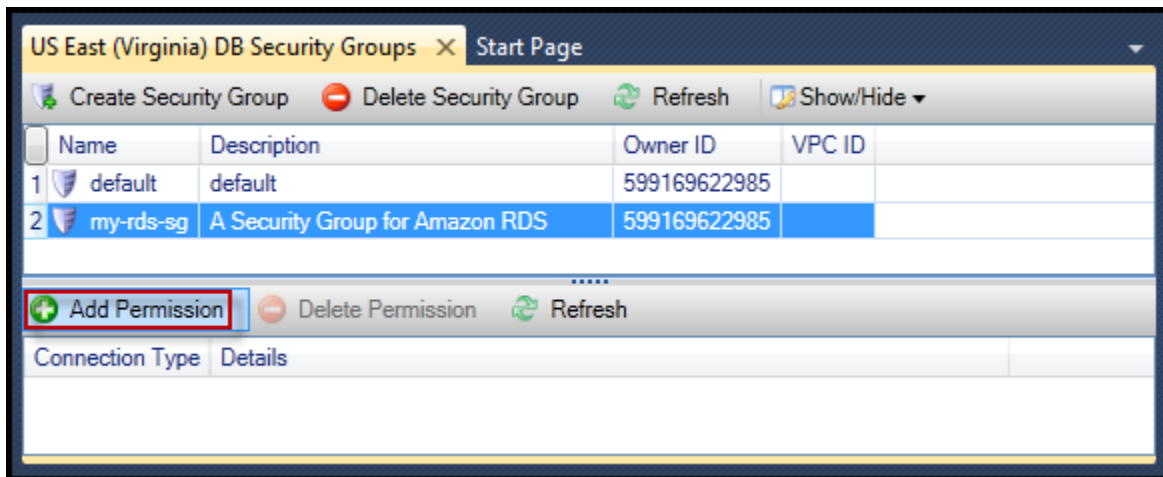 US East (Virginia) DB Security Groups Start Page
Create Security Group Delete Security Group Refresh Show/Hide
Name Description Owner ID VPC ID
1 default default 599169622985
2 my-rds-sg A Security Group for Amazon RDS 599169622985
Add Permission Delete Permission Refresh
Connection Type Details